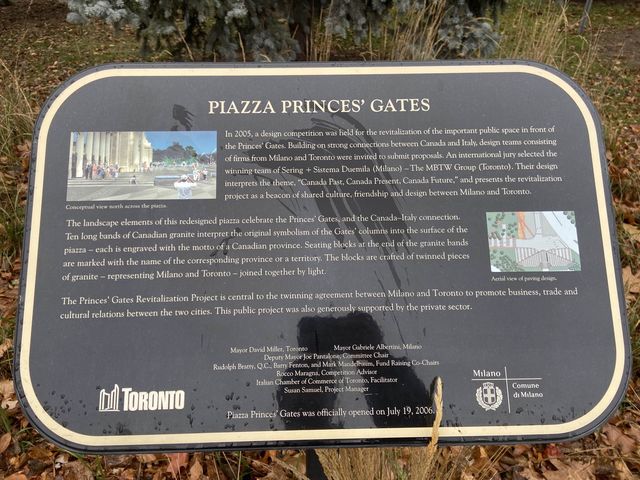 PIAZZA PRINCES' GATES
In 2005, a design competition was held for the revitalization of the important public space in front of
the Princes' Gates. Building on strong connections between Canada and Italy, design teams consisting
of firms from Milano and Toronto were invited to submit proposals. An international jury selected the
winning team of Sering + Sistema Duemila (Milano) – The MBTW Group (Toronto). Their design
interprets the theme, "Canada Past, Canada Present, Canada Future," and presents the revitalization
project as a beacon of shared culture, friendship and design between Milano and Toronto.
Conceptual view north across the piazza.
The landscape elements of this redesigned piazza celebrate the Princes' Gates, and the Canada–Italy connection.
Ten long bands of Canadian granite interpret the original symbolism of the Gates' columns into the surface of the
piazza – each is engraved with the motto of a Canadian province. Seating blocks at the end of the granite bands
are marked with the name of the corresponding province or a territory. The blocks are crafted of twinned pieces
of granite – representing Milano and Toronto – joined together by light.
Aerial view of paving design.
The Princes' Gates Revitalization Project is central to the twinning agreement between Milano and Toronto to promote business, trade and
cultural relations between the two cities. This public project was also generously supported by the private sector.
Mayor David Miller, Toronto Mayor Gabriele Albertini, Milano
Deputy Mayor Joe Pantalone, Committee Chair
Rudolph Bratty, Q.C., Barry Fenton, and Mark Mandelbaum, Fund Raising Co-Chairs
Rocco Maragna, Competition Advisor
Italian Chamber of Commerce of Toronto, Facilitator
Susan Samuel, Project Manager
TORONTO
Milano
Comune
di Milano
Piazza Princes' Gates was officially opened on July 19, 2006.